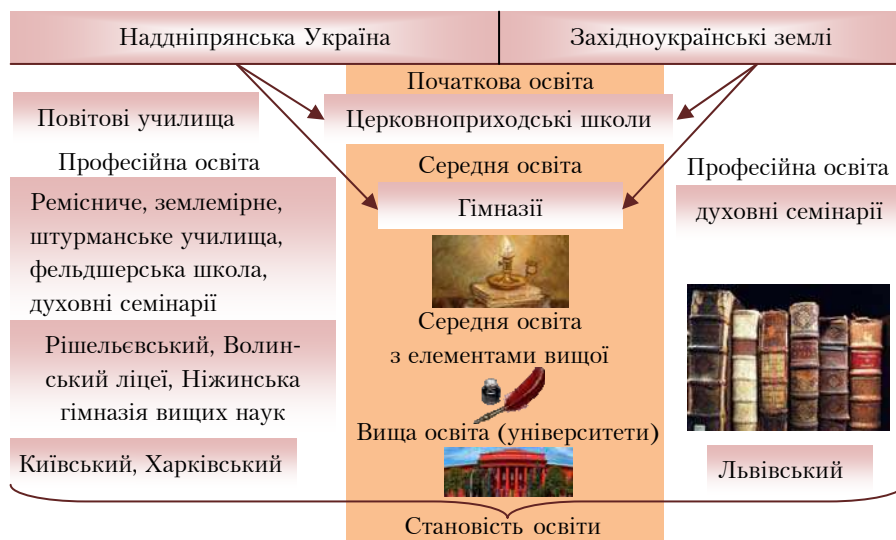 Наддніпрянська Україна
Західноукраїнські землі
Початкова освіта
Повітові училища
Церковноприходські школи
Професійна освіта
Середня освіта
Професійна освіта
Ремісниче, землемірне,
штурманське училища,
фельдшерська школа,
духовні семінарії
Гімназії
духовні семінарії
Середня освіта
з елементами вищої
Рішельєвський, Волин-
ський ліцеї, Ніжинська
гімназія вищих наук
Вища освіта (університети)
Київський, Харківський
Львівський
Становість освіти